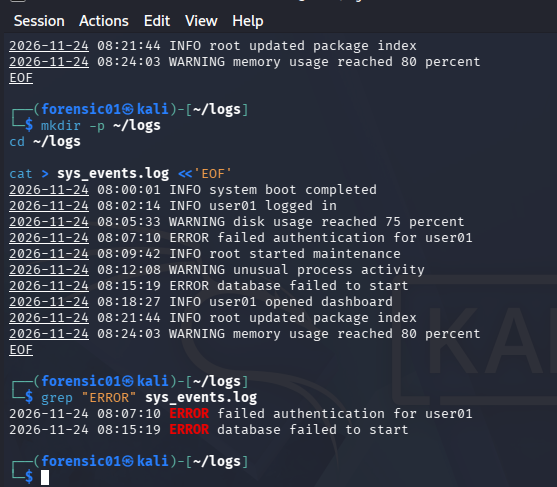 Session Actions Edit View Help
2026-11-24 08:21:44 INFO root updated package index
2026-11-24 08:24:03 WARNING memory usage reached 80 percent
EOF
┌──(forensic01㉿kali)-[~/logs]
└─$ mkdir -p ~/logs
cd ~/logs
cat > sys_events.log <<'EOF'
2026-11-24 08:00:01 INFO system boot completed
2026-11-24 08:02:14 INFO user01 logged in
2026-11-24 08:05:33 WARNING disk usage reached 75 percent
2026-11-24 08:07:10 ERROR failed authentication for user01
2026-11-24 08:09:42 INFO root started maintenance
2026-11-24 08:12:08 WARNING unusual process activity
2026-11-24 08:15:19 ERROR database failed to start
2026-11-24 08:18:27 INFO user01 opened dashboard
2026-11-24 08:21:44 INFO root updated package index
2026-11-24 08:24:03 WARNING memory usage reached 80 percent
EOF
┌──(forensic01㉿kali)-[~/logs]
└─$ grep "ERROR" sys_events.log
2026-11-24 08:07:10 ERROR failed authentication for user01
2026-11-24 08:15:19 ERROR database failed to start
┌──(forensic01㉿kali)-[~/logs]
└─$